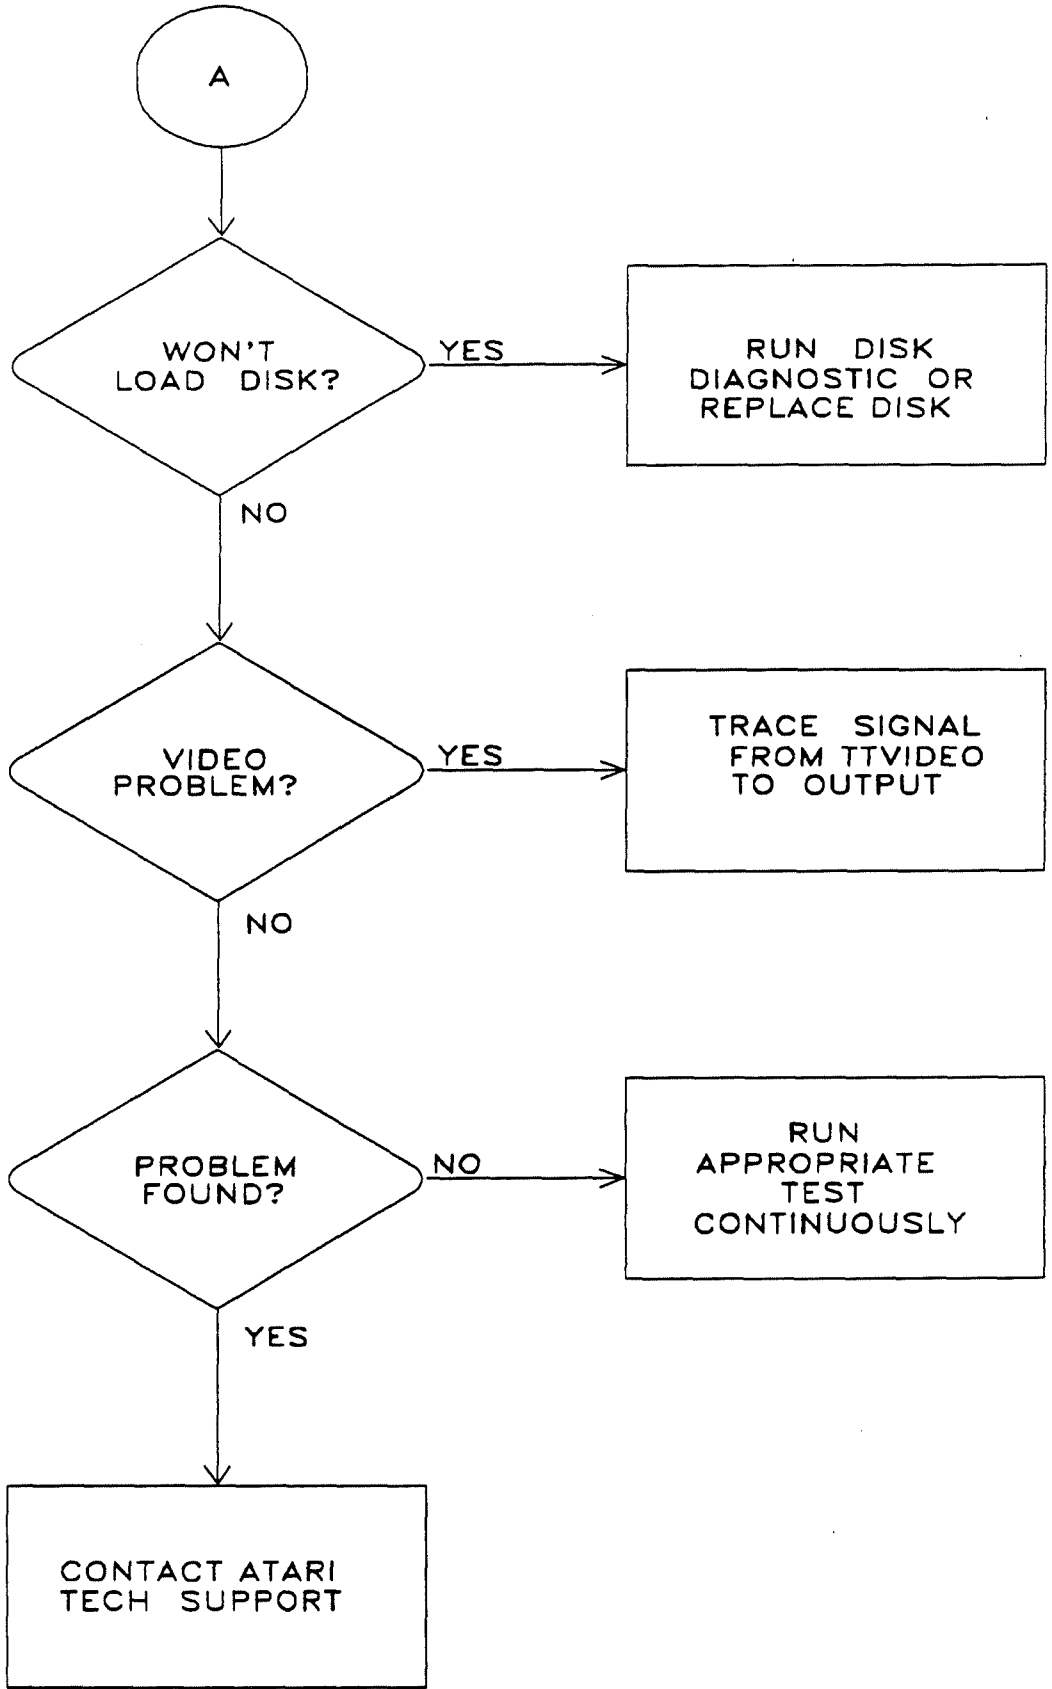 A
WON'T
LOAD DISK?
YES
RUN DISK
DIAGNOSTIC OR
REPLACE DISK
NO
VIDEO
PROBLEM?
YES
TRACE SIGNAL
FROM TTVIDEO
TO OUTPUT
NO
PROBLEM
FOUND?
NO
RUN
APPROPRIATE
TEST
CONTINUOUSLY
YES
CONTACT ATARI
TECH SUPPORT